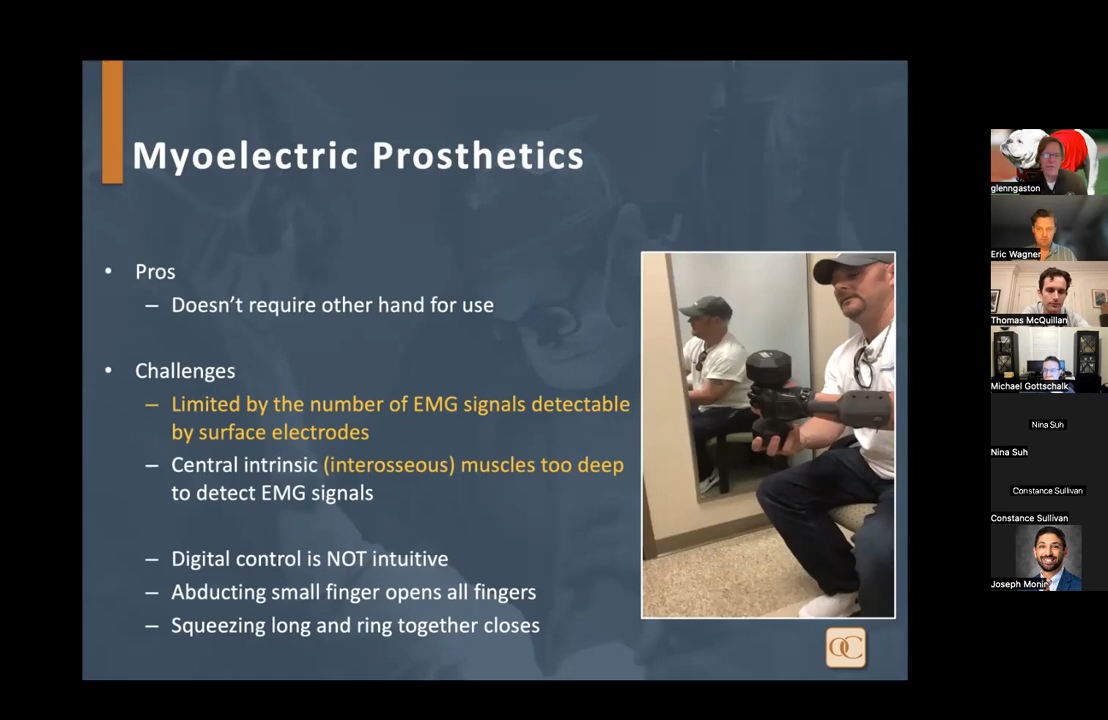 Myoelectric Prosthetics
• Pros
– Doesn't require other hand for use
• Challenges
– Limited by the number of EMG signals detectable
by surface electrodes
– Central intrinsic (interosseous) muscles too deep
to detect EMG signals
– Digital control is NOT intuitive
– Abducting small finger opens all fingers
– Squeezing long and ring together closes
OC
glenngaston
Eric Wagner
Thomas McQuillan
Michael Gottschalk
Nina Suh
Nina Suh
Constance Sullivan
Constance Sullivan
Joseph